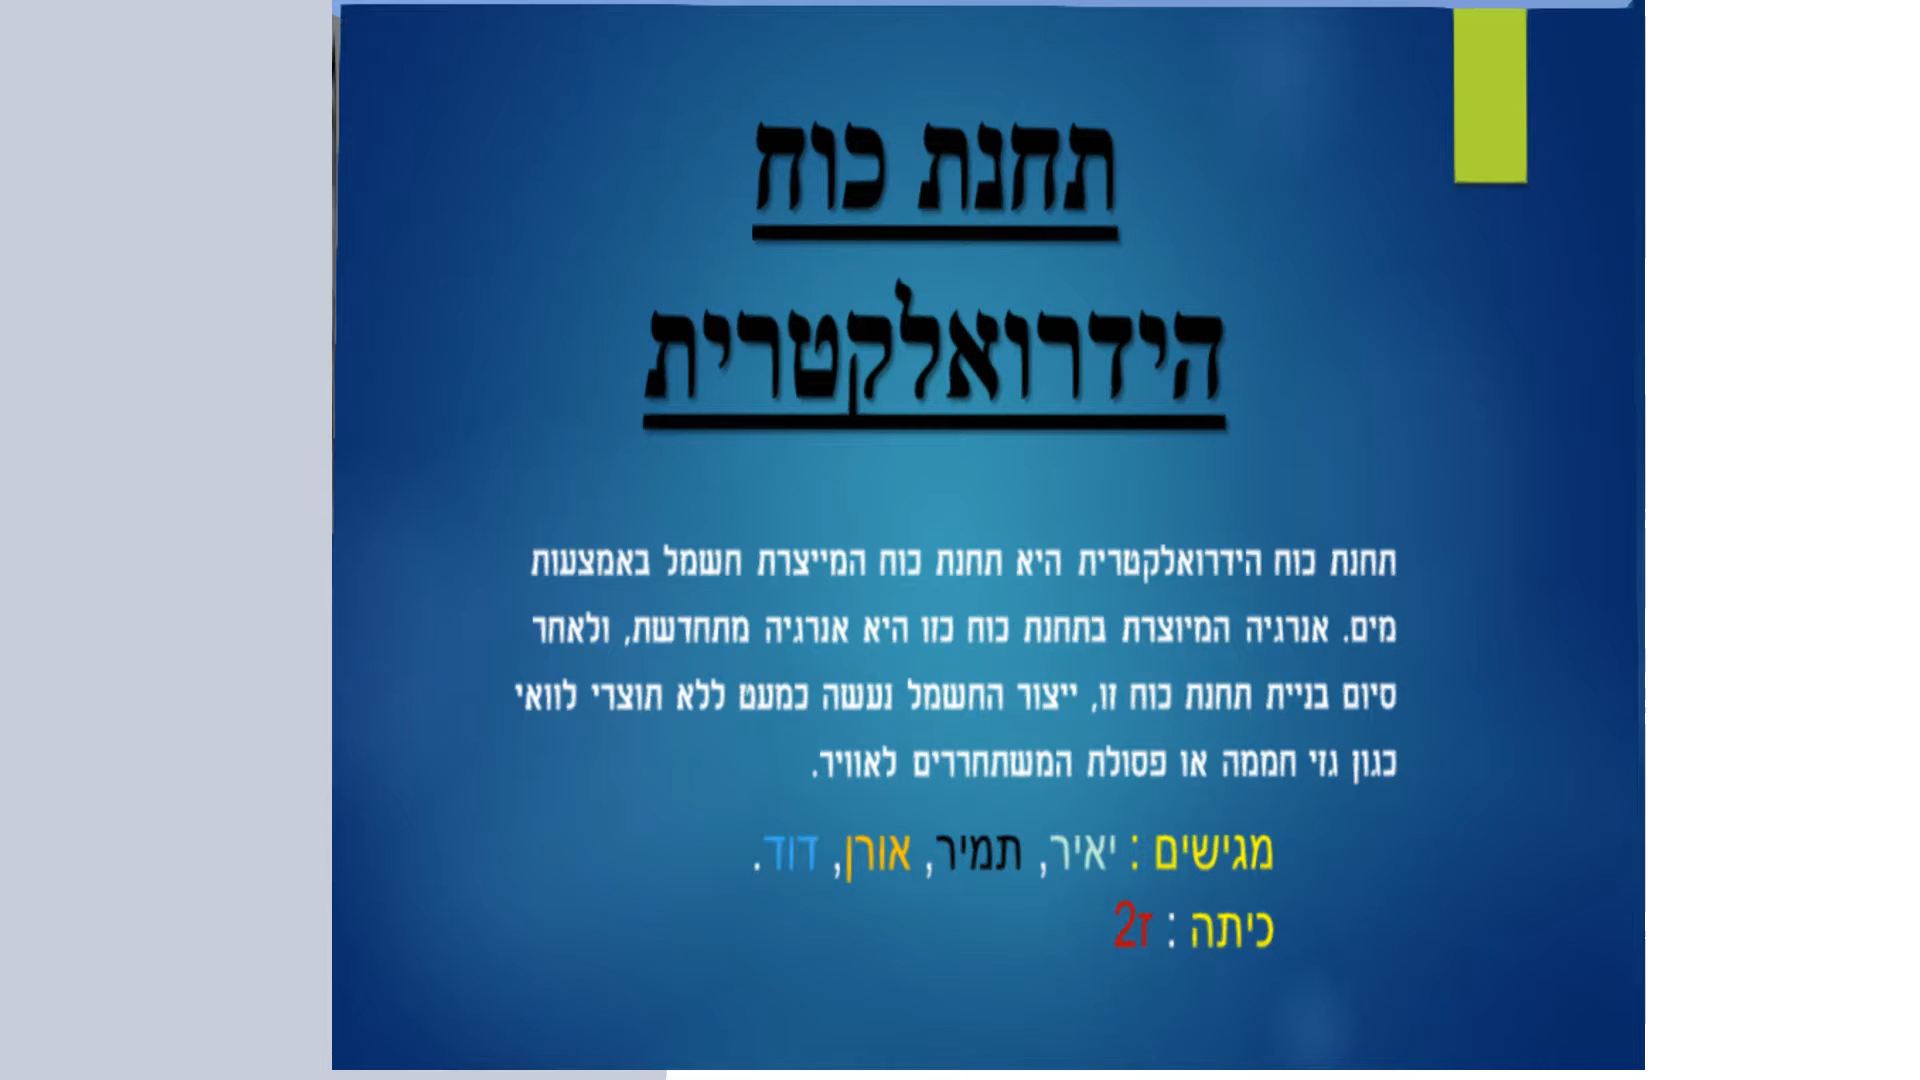 תחנת כוח
הידרואלקטרית
תחנת כוח הידרואלקטרית היא תחנת כוח המייצרת חשמל באמצעות
מים. אנרגיה המיוצרת בתחנת כוח כזו היא אנרגיה מתחדשת, ולאחר
סיום בניית תחנת כוח זו, ייצור החשמל נעשה כמעט ללא תוצרי לוואי
כגון גזי חממה או פסולת המשתחררים לאוויר.
מגישים : יאיר, תמיר, אורן, דוד.
כיתה : ז2